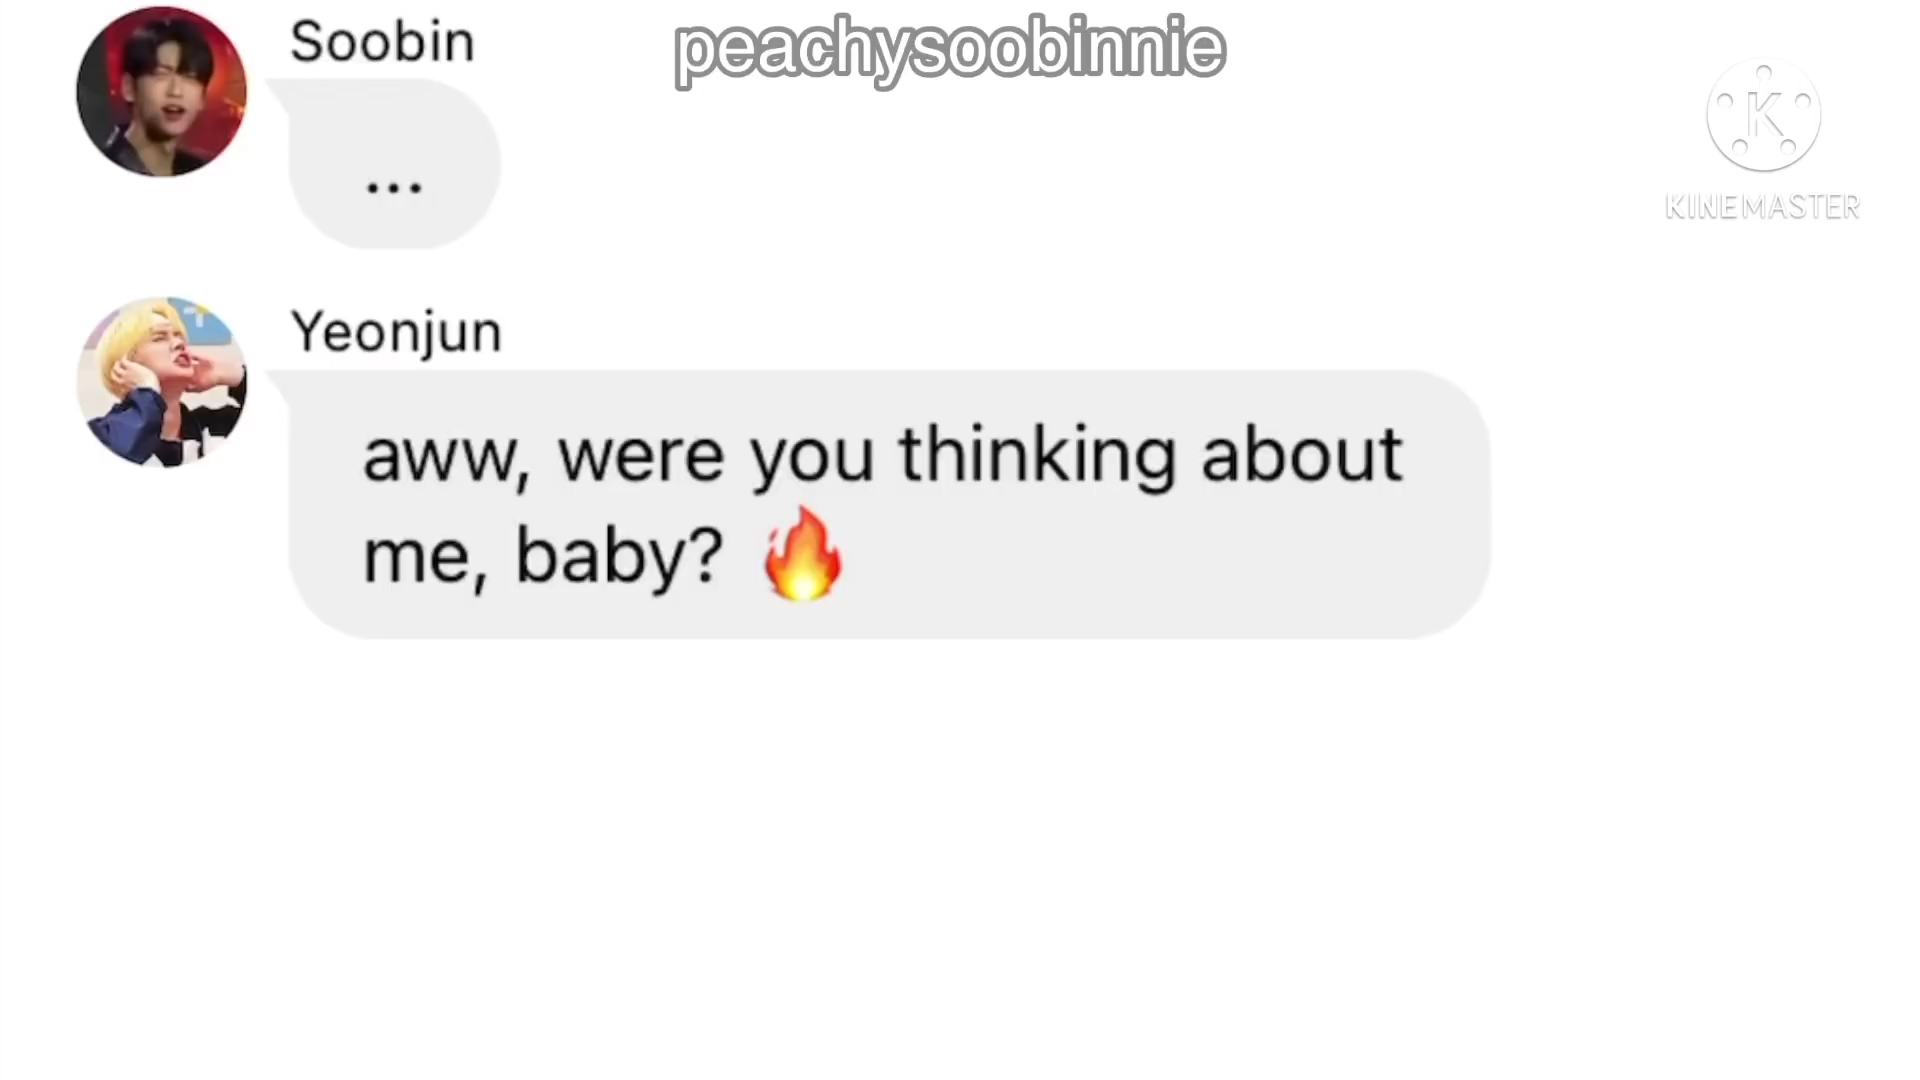 Soobin
peachysoobinnie
...
K
KINEMASTER
Yeonjun
aww, were you thinking about
me, baby? 🔥